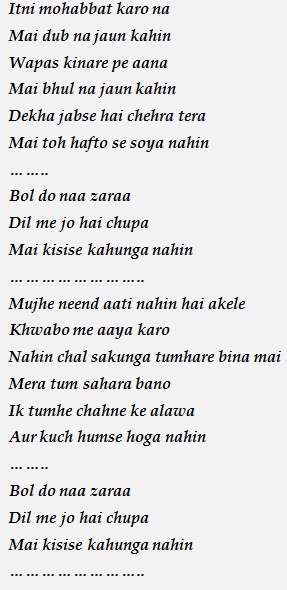 Itni mohabbat karo na
Mai dub na jaun kahin
Wapas kinare pe aana
Mai bhul na jaun kahin
Dekha jabse hai chehra tera
Mai toh hafto se soya nahin
……..
Bol do naa zaraa
Dil me jo hai chupa
Mai kisise kahunga nahin
……………………..
Mujhe neend aati nahin hai akele
Khwabo me aaya karo
Nahin chal sakunga tumhare bina mai
Mera tum sahara bano
Ik tumhe chahne ke alawa
Aur kuch humse hoga nahin
……..
Bol do naa zaraa
Dil me jo hai chupa
Mai kisise kahunga nahin
……………………..